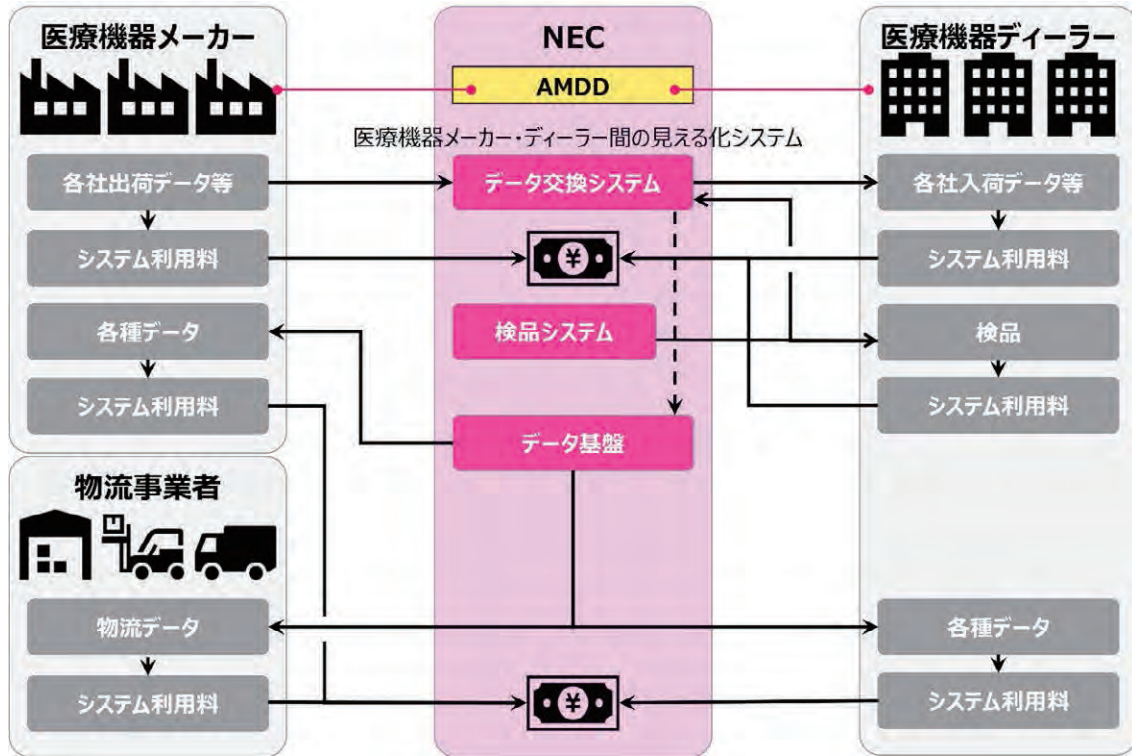 医療機器メーカー
各社出荷データ等
システム利用料
各種データ
システム利用料
物流事業者
物流データ
システム利用料
NEC
AMDD
医療機器メーカー・ディーラー間の見える化システム
データ交換システム
¥
検品システム
データ基盤
¥
医療機器ディーラー
各社入荷データ等
システム利用料
検品
システム利用料
各種データ
システム利用料